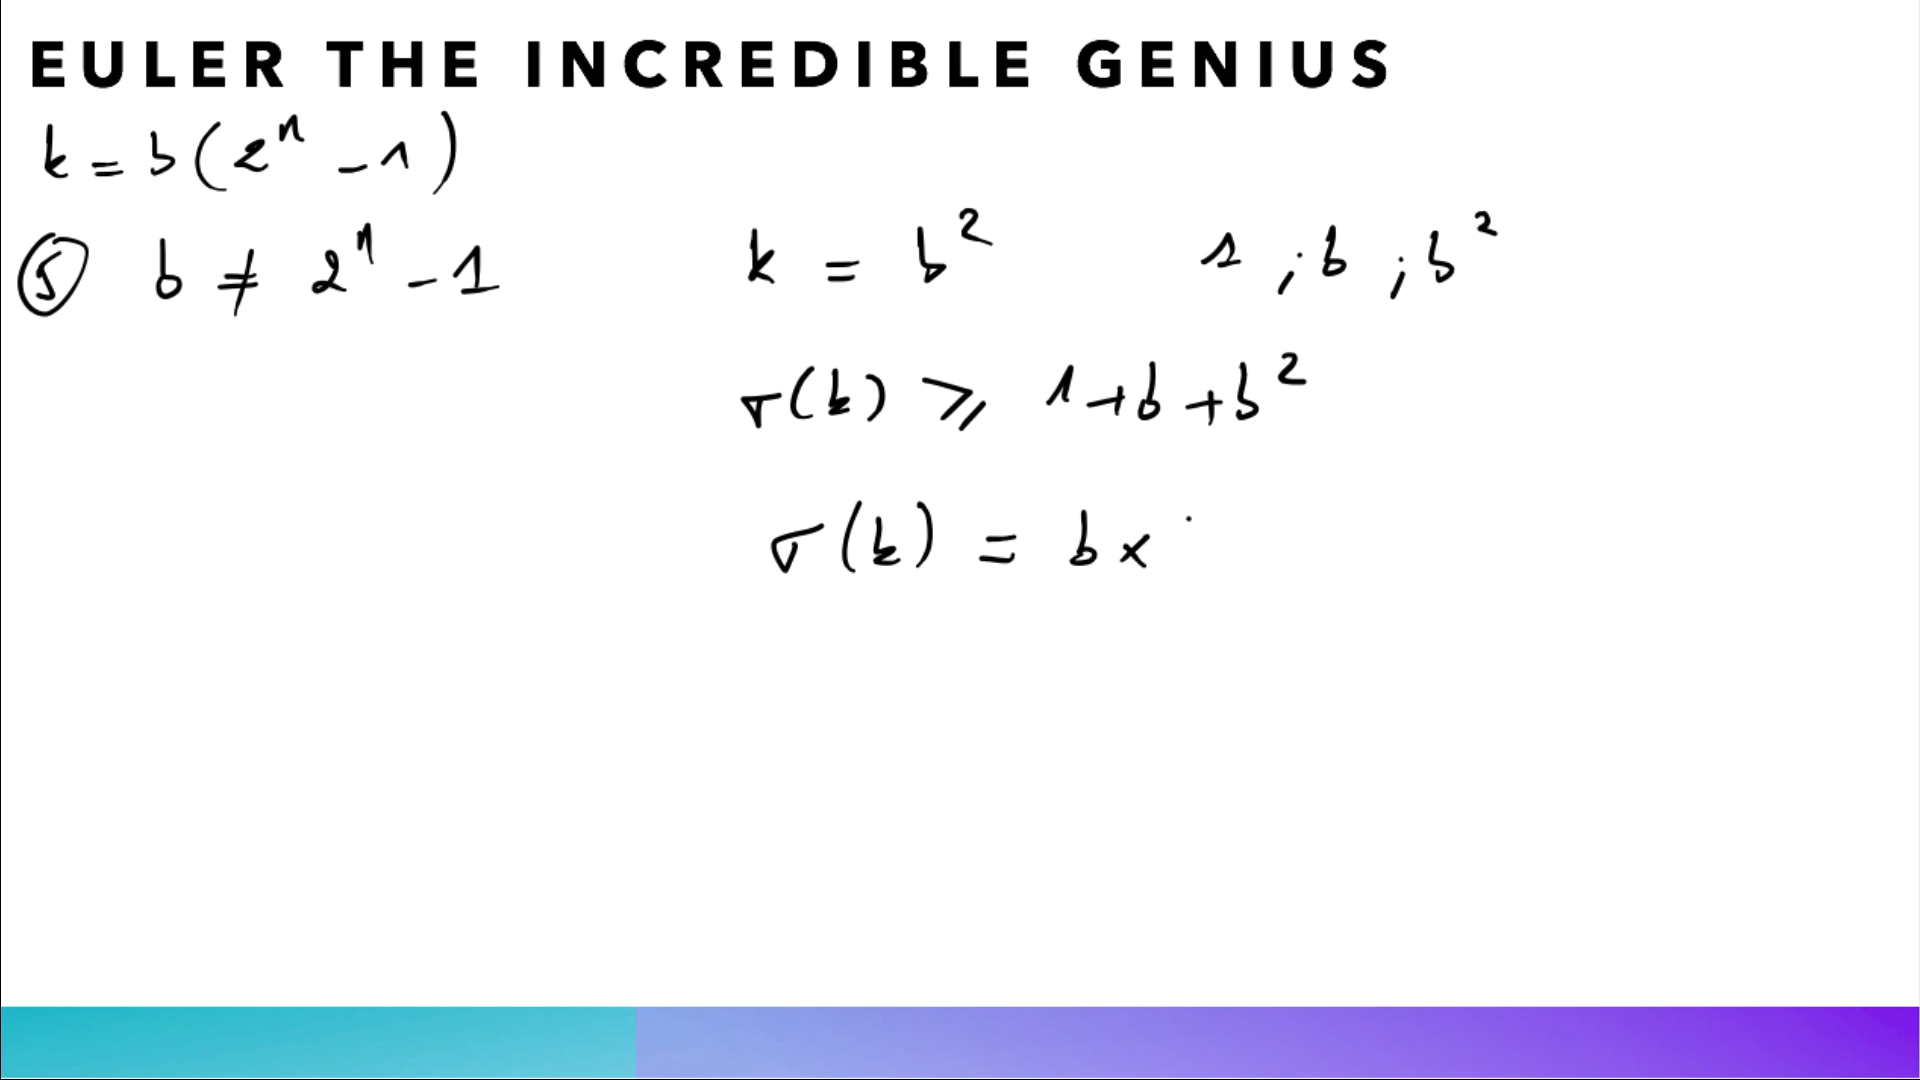 EULER THE INCREDIBLE GENIUS
k = b(2ⁿ - 1)
⑤ b ≠ 2ⁿ - 1
k = b² 1 ; b ; b²
σ(k) ⩾ 1 + b + b²
σ(k) = b ×